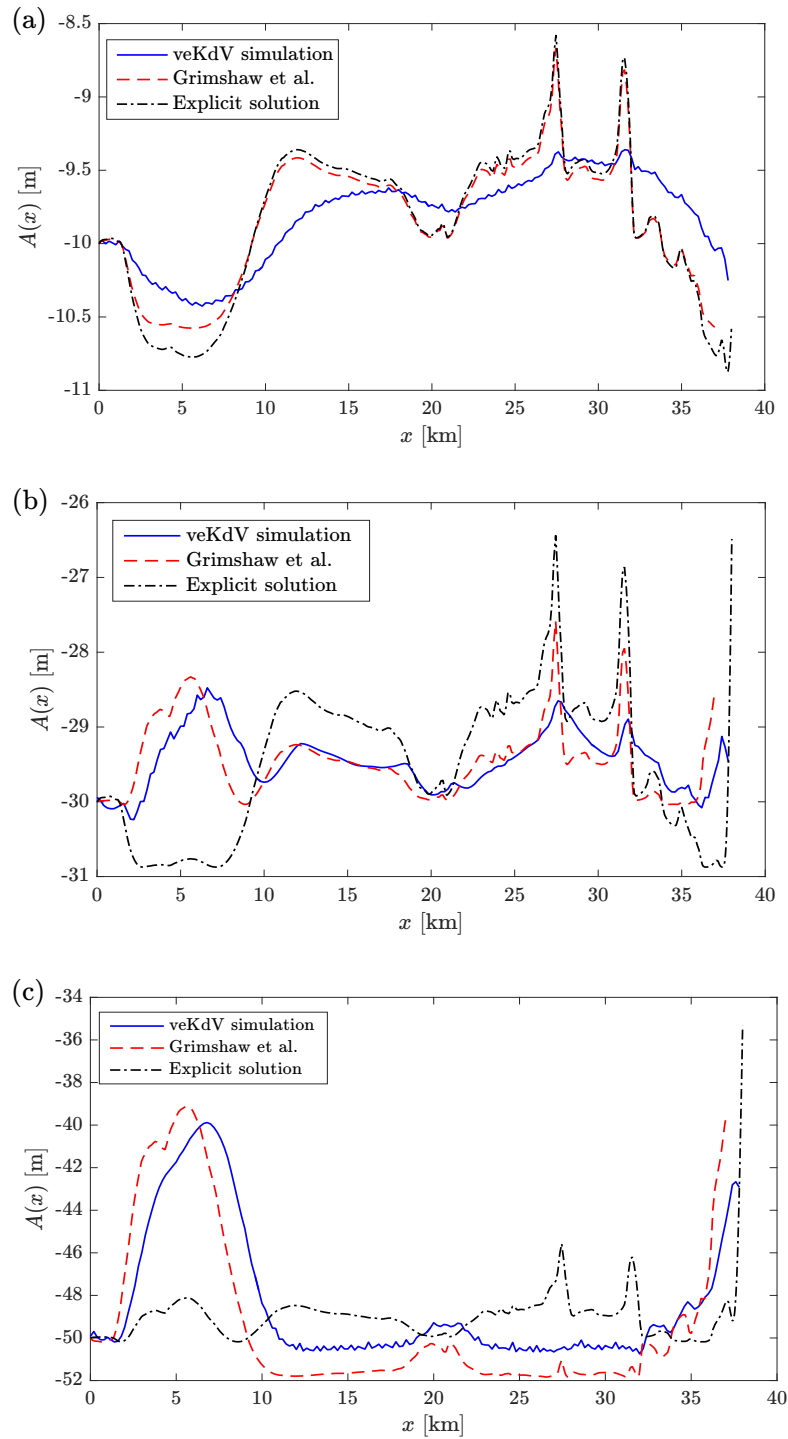 (a)
-8.5
veKdV simulation
Grimshaw et al.
Explicit solution
-9
-9.5
-10
-10.5
-11
A(x) [m]
0 5 10 15 20 25 30 35 40
x [km]
(b)
-26
veKdV simulation
Grimshaw et al.
Explicit solution
-27
-28
-29
-30
-31
A(x) [m]
0 5 10 15 20 25 30 35 40
x [km]
(c)
-34
veKdV simulation
Grimshaw et al.
Explicit solution
-36
-38
-40
-42
-44
-46
-48
-50
-52
A(x) [m]
0 5 10 15 20 25 30 35 40
x [km]